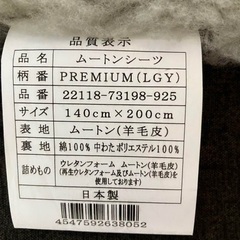 品質表示
品名 ムートンシーツ
柄番 PREMIUM(LGY)
品番 22118-73198-925
サイズ 140cm×200cm
表地 ムートン(羊毛皮)
裏地 綿100% 中わたポリエステル100%
詰めもの ウレタンフォーム ムートン(羊毛皮)
(再生ウレタンフォーム及びムートン(羊毛皮)
を使用しております)
日本製
4547592638052